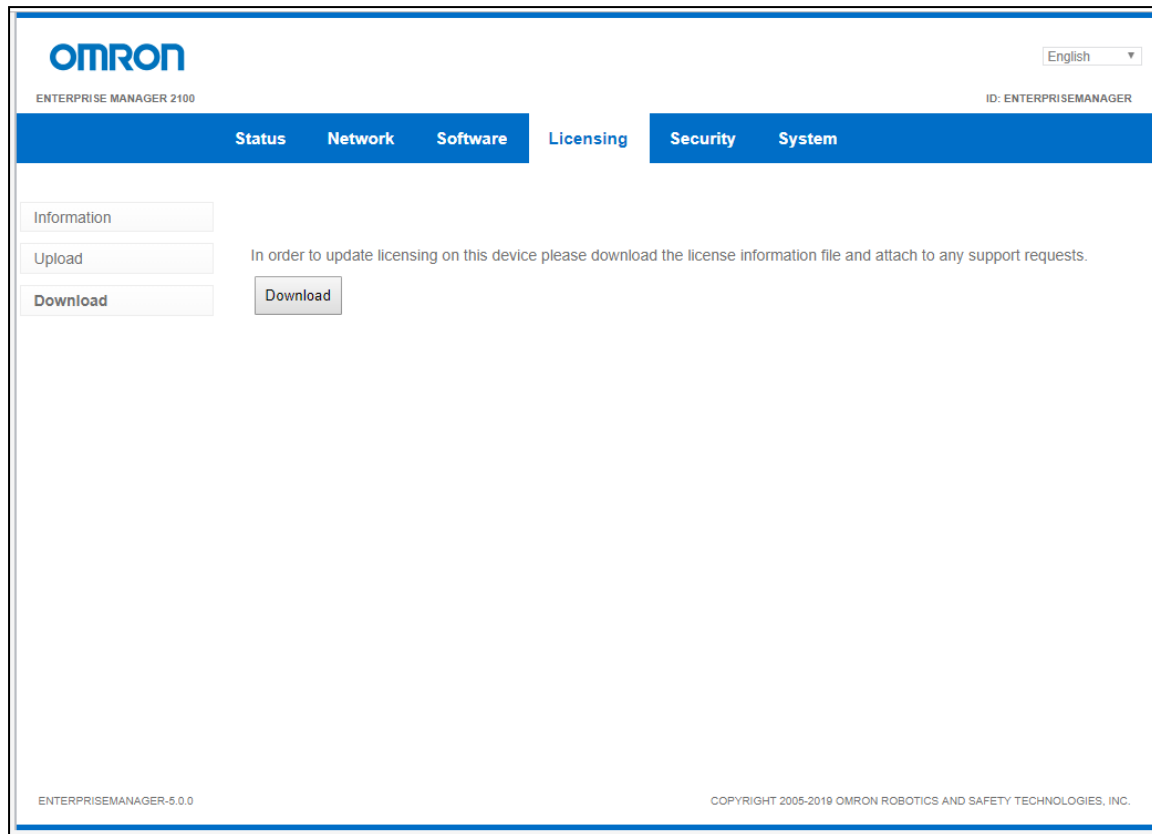 OMRON
English
ENTERPRISE MANAGER 2100
ID: ENTERPRISEMANAGER
Status Network Software Licensing Security System
Information
Upload
In order to update licensing on this device please download the license information file and attach to any support requests.
Download
Download
ENTERPRISEMANAGER-5.0.0
COPYRIGHT 2005-2019 OMRON ROBOTICS AND SAFETY TECHNOLOGIES, INC.